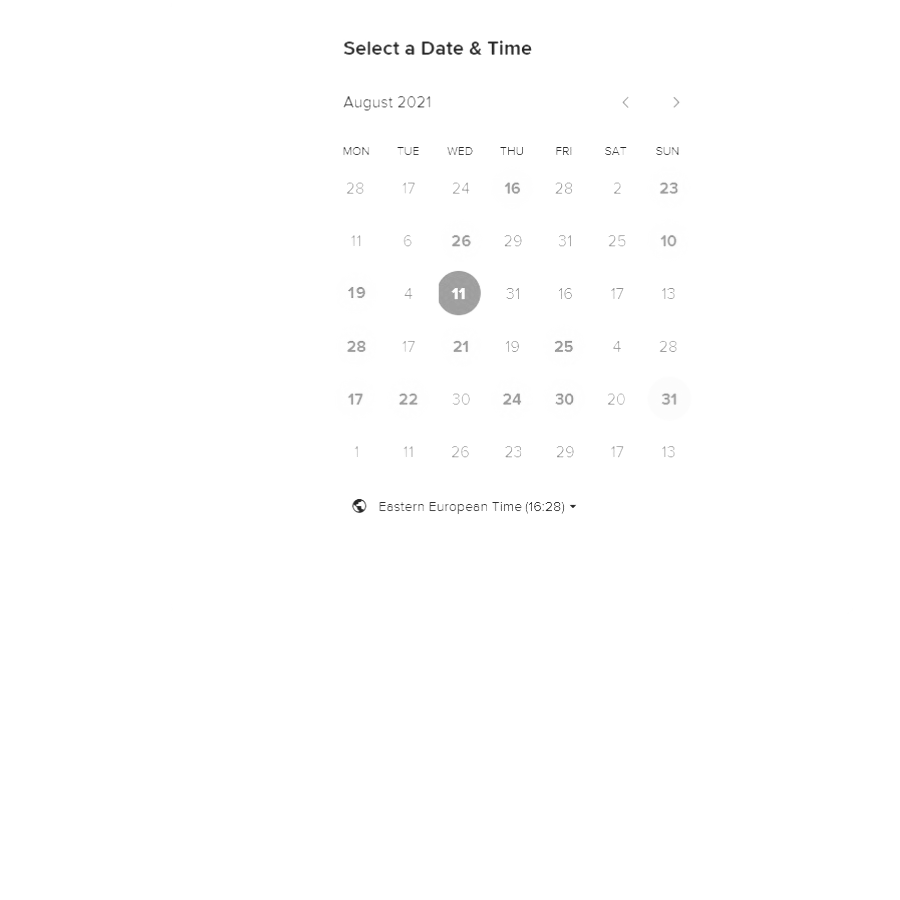 Select a Date & Time
August 2021
MON TUE WED THU FRI SAT SUN
28 17 24 16 28 2 23
11 6 26 29 31 25 10
19 4 11 31 16 17 13
28 17 21 19 25 4 28
17 22 30 24 30 20 31
1 11 26 23 29 17 13
Eastern European Time (16:28)